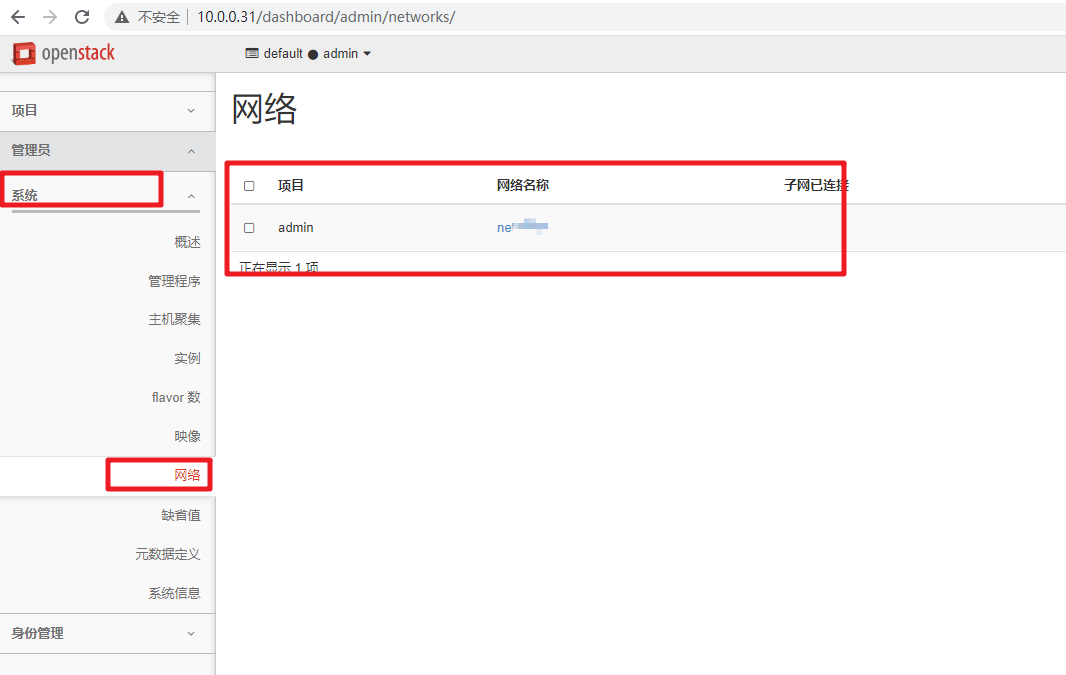 不安全 10.0.0.31/dashboard/admin/networks/
openstack default admin
项目
管理员
系统
概述
管理程序
主机聚集
实例
flavor 数
映像
网络
缺省值
元数据定义
系统信息
身份管理
网络
项目 网络名称 子网已连接
admin
正在显示 1 项